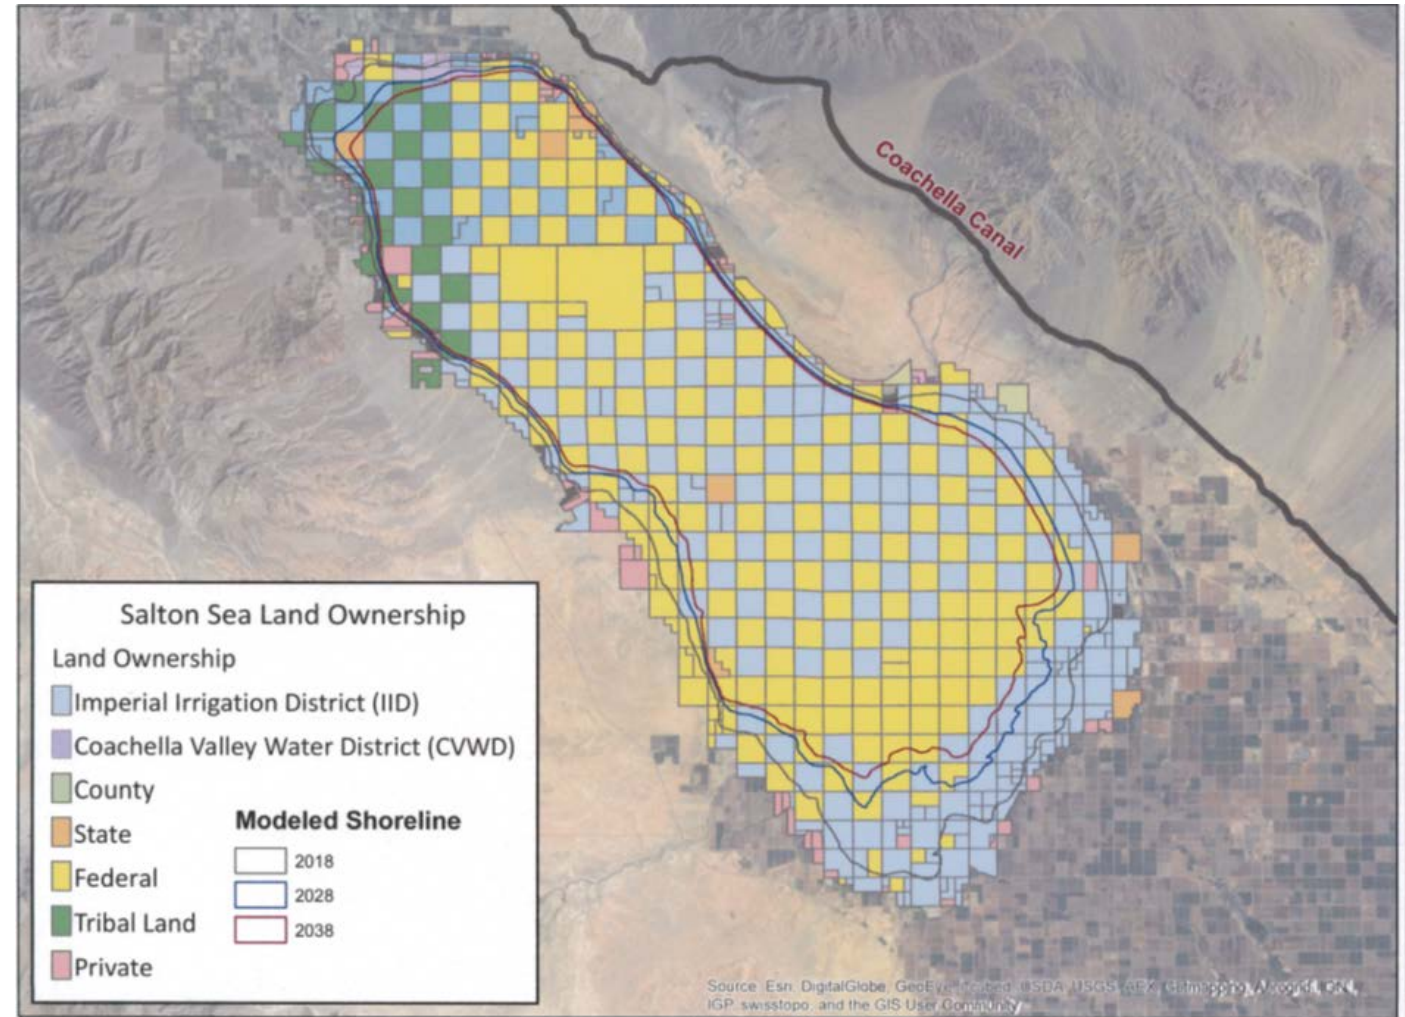 Coachella Canal
Salton Sea Land Ownership
Land Ownership
Imperial Irrigation District (IID)
Coachella Valley Water District (CVWD)
County
State
Federal
Tribal Land
Private
Modeled Shoreline
2018
2028
2038
Source Esri DigitalGlobe, GeoEye, USDA USGS
IGP swisstopo, and the GIS User Community